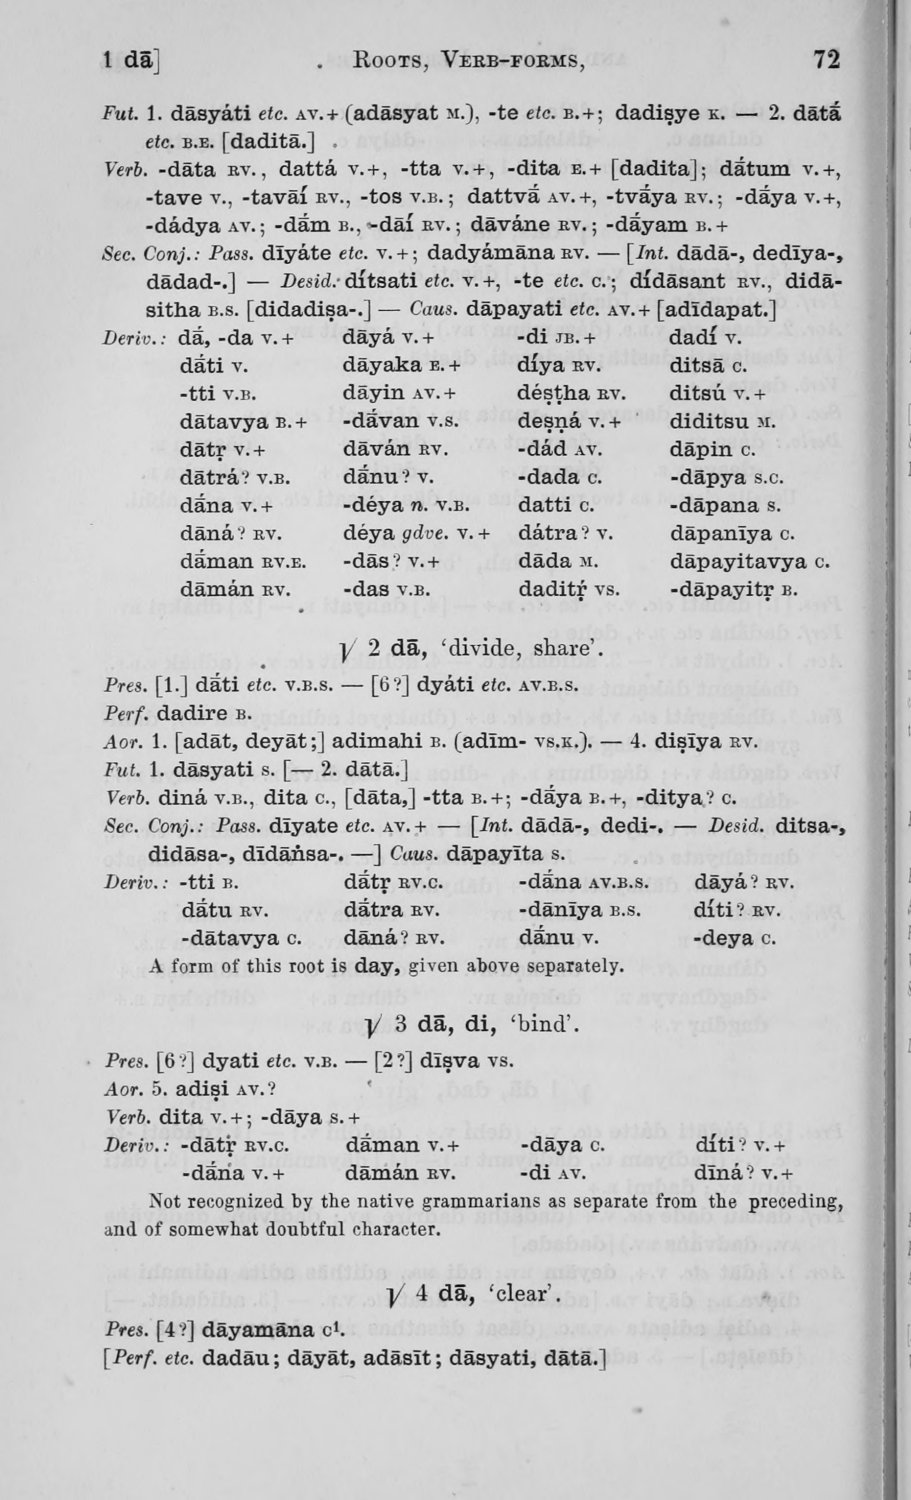 1 dā] Roots, Verb-forms, 72
Fut. 1. dāsyáti etc. AV.+ (adāsyat M.), -te etc. B.+; dadiṣye K. — 2. dātā́
etc. B.E. [daditā.]
Verb. -dāta RV., dattá V.+, -tta V.+, -dita E.+ [dadita]; dā́tum V.+,
-tave V., -tavāí RV., -tos V.B.; dattvā́ AV.+, -tvā́ya RV.; -dā́ya V.+,
-dádya AV.; -dā́m B., -dāí RV.; dāváne RV.; -dā́yam B.+
Sec. Conj.: Pass. dīyáte etc. V.+; dadyámāna RV. — [Int. dādā-, dedīya-,
dādad-.] — Desid. dítsati etc. V.+, -te etc. C.; dídāsant RV., didā-
sitha B.S. [didadiṣa-.] — Caus. dāpayati etc. AV.+ [adīdapat.]
Deriv.: dā́, -da V.+ dāyá V.+ -di JB.+ dadí V.
dā́ti V. dāyaka E.+ díya RV. ditsā C.
-tti V.B. dāyin AV.+ déṣṭha RV. ditsú V.+
dātavya B.+ -dā́van V.S. deṣṇá V.+ diditsu M.
dātṛ V.+ dāván RV. -dád AV. dāpin C.
dātrá? V.B. dā́nu? V. -dada C. -dāpya S.C.
dā́na V.+ -déya n. V.B. datti C. -dāpana S.
dāná? RV. déya gdve. V.+ dátra? V. dāpanīya C.
dā́man RV.E. -dās? V.+ dāda M. dāpayitavya C.
dāmán RV. -das V.B. daditṛ́ VS. -dāpayitṛ B.
√ 2 dā, ‘divide, share’.
Pres. [1.] dā́ti etc. V.B.S. — [6?] dyáti etc. AV.B.S.
Perf. dadire B.
Aor. 1. [adāt, deyāt;] adimahi B. (adīm- VS.K.). — 4. diṣīya RV.
Fut. 1. dāsyati S. [— 2. dātā.]
Verb. diná V.B., dita C., [dāta,] -tta B.+; -dā́ya B.+, -ditya? C.
Sec. Conj.: Pass. dīyate etc. AV.+ — [Int. dādā-, dedi-. — Desid. ditsa-,
didāsa-, dīdāṅsa-. —] Caus. dāpayīta S.
Deriv.: -tti B. dā́tṛ RV.C. -dā́na AV.B.S. dāyá? RV.
dā́tu RV. dā́tra RV. -dānīya B.S. díti? RV.
-dātavya C. dāná? RV. dā́nu V. -deya C.
A form of this root is day, given above separately.
√ 3 dā, di, ‘bind’.
Pres. [6?] dyati etc. V.B. — [2?] dīṣva VS.
Aor. 5. adiṣi AV.?
Verb. dita V.+; -dāya S.+
Deriv.: -dātṛ RV.C. dā́man V.+ -dāya C. díti? V.+
-dā́na V.+ dāmán RV. -di AV. dīná? V.+
Not recognized by the native grammarians as separate from the preceding,
and of somewhat doubtful character.
√ 4 dā, ‘clear’.
Pres. [4?] dāyamāna C¹.
[Perf. etc. dadāu; dāyāt, adāsīt; dāsyati, dātā.]